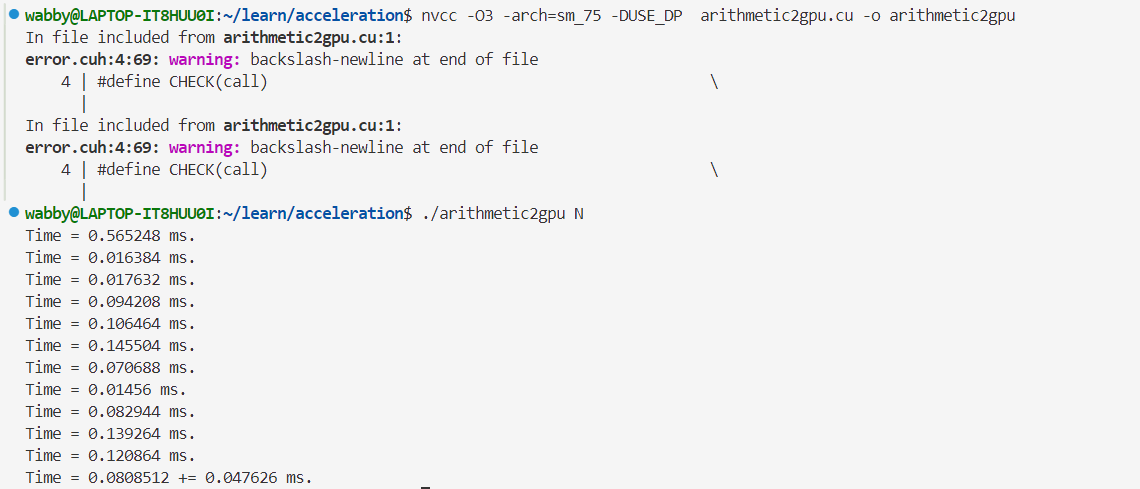 wabby@LAPTOP-IT8HUU0I:~/learn/acceleration$ nvcc -O3 -arch=sm_75 -DUSE_DP  arithmetic2gpu.cu -o arithmetic2gpu
In file included from arithmetic2gpu.cu:1:
error.cuh:4:69: warning: backslash-newline at end of file
    4 | #define CHECK(call)                                                 \
      |
In file included from arithmetic2gpu.cu:1:
error.cuh:4:69: warning: backslash-newline at end of file
    4 | #define CHECK(call)                                                 \
      |
wabby@LAPTOP-IT8HUU0I:~/learn/acceleration$ ./arithmetic2gpu N
Time = 0.565248 ms.
Time = 0.016384 ms.
Time = 0.017632 ms.
Time = 0.094208 ms.
Time = 0.106464 ms.
Time = 0.145504 ms.
Time = 0.070688 ms.
Time = 0.01456 ms.
Time = 0.082944 ms.
Time = 0.139264 ms.
Time = 0.120864 ms.
Time = 0.0808512 += 0.047626 ms.